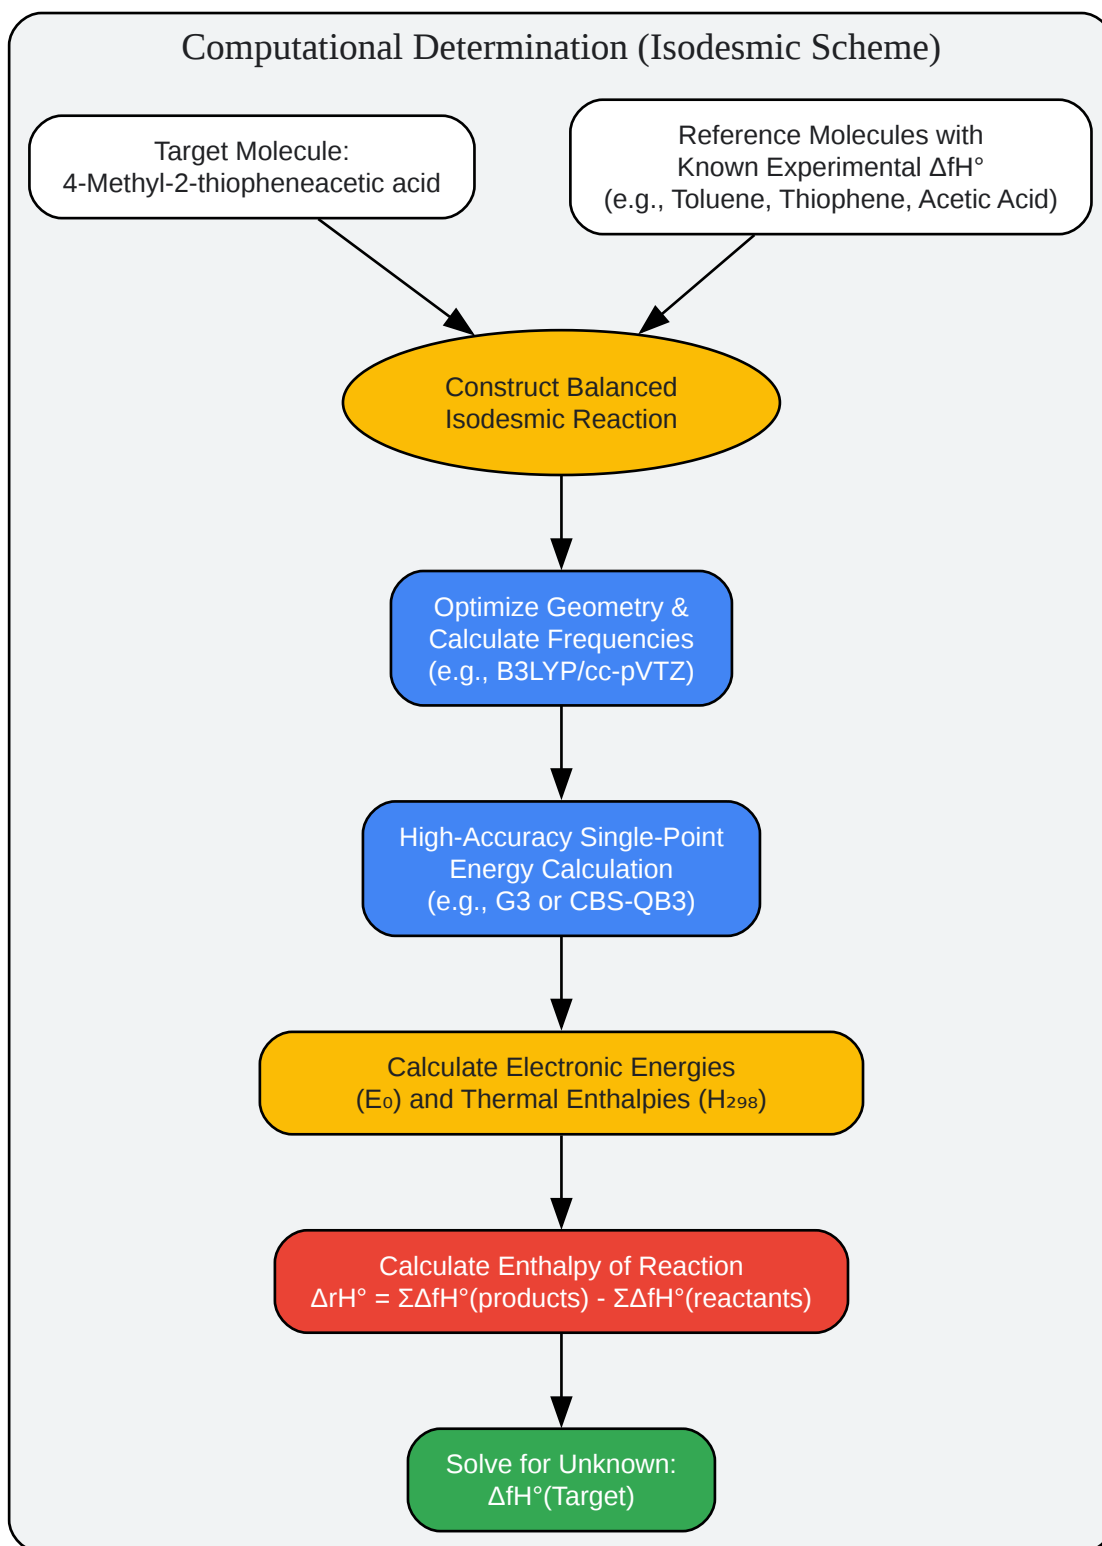 Computational Determination (Isodesmic Scheme)
Target Molecule:
4-Methyl-2-thiopheneacetic acid
Reference Molecules with
Known Experimental ΔfH°
(e.g., Toluene, Thiophene, Acetic Acid)
Construct Balanced
Isodesmic Reaction
Optimize Geometry &
Calculate Frequencies
(e.g., B3LYP/cc-pVTZ)
High-Accuracy Single-Point
Energy Calculation
(e.g., G3 or CBS-QB3)
Calculate Electronic Energies
(E₀) and Thermal Enthalpies (H₂₉₈)
Calculate Enthalpy of Reaction
ΔrH° = ΣΔfH°(products) - ΣΔfH°(reactants)
Solve for Unknown:
ΔfH°(Target)